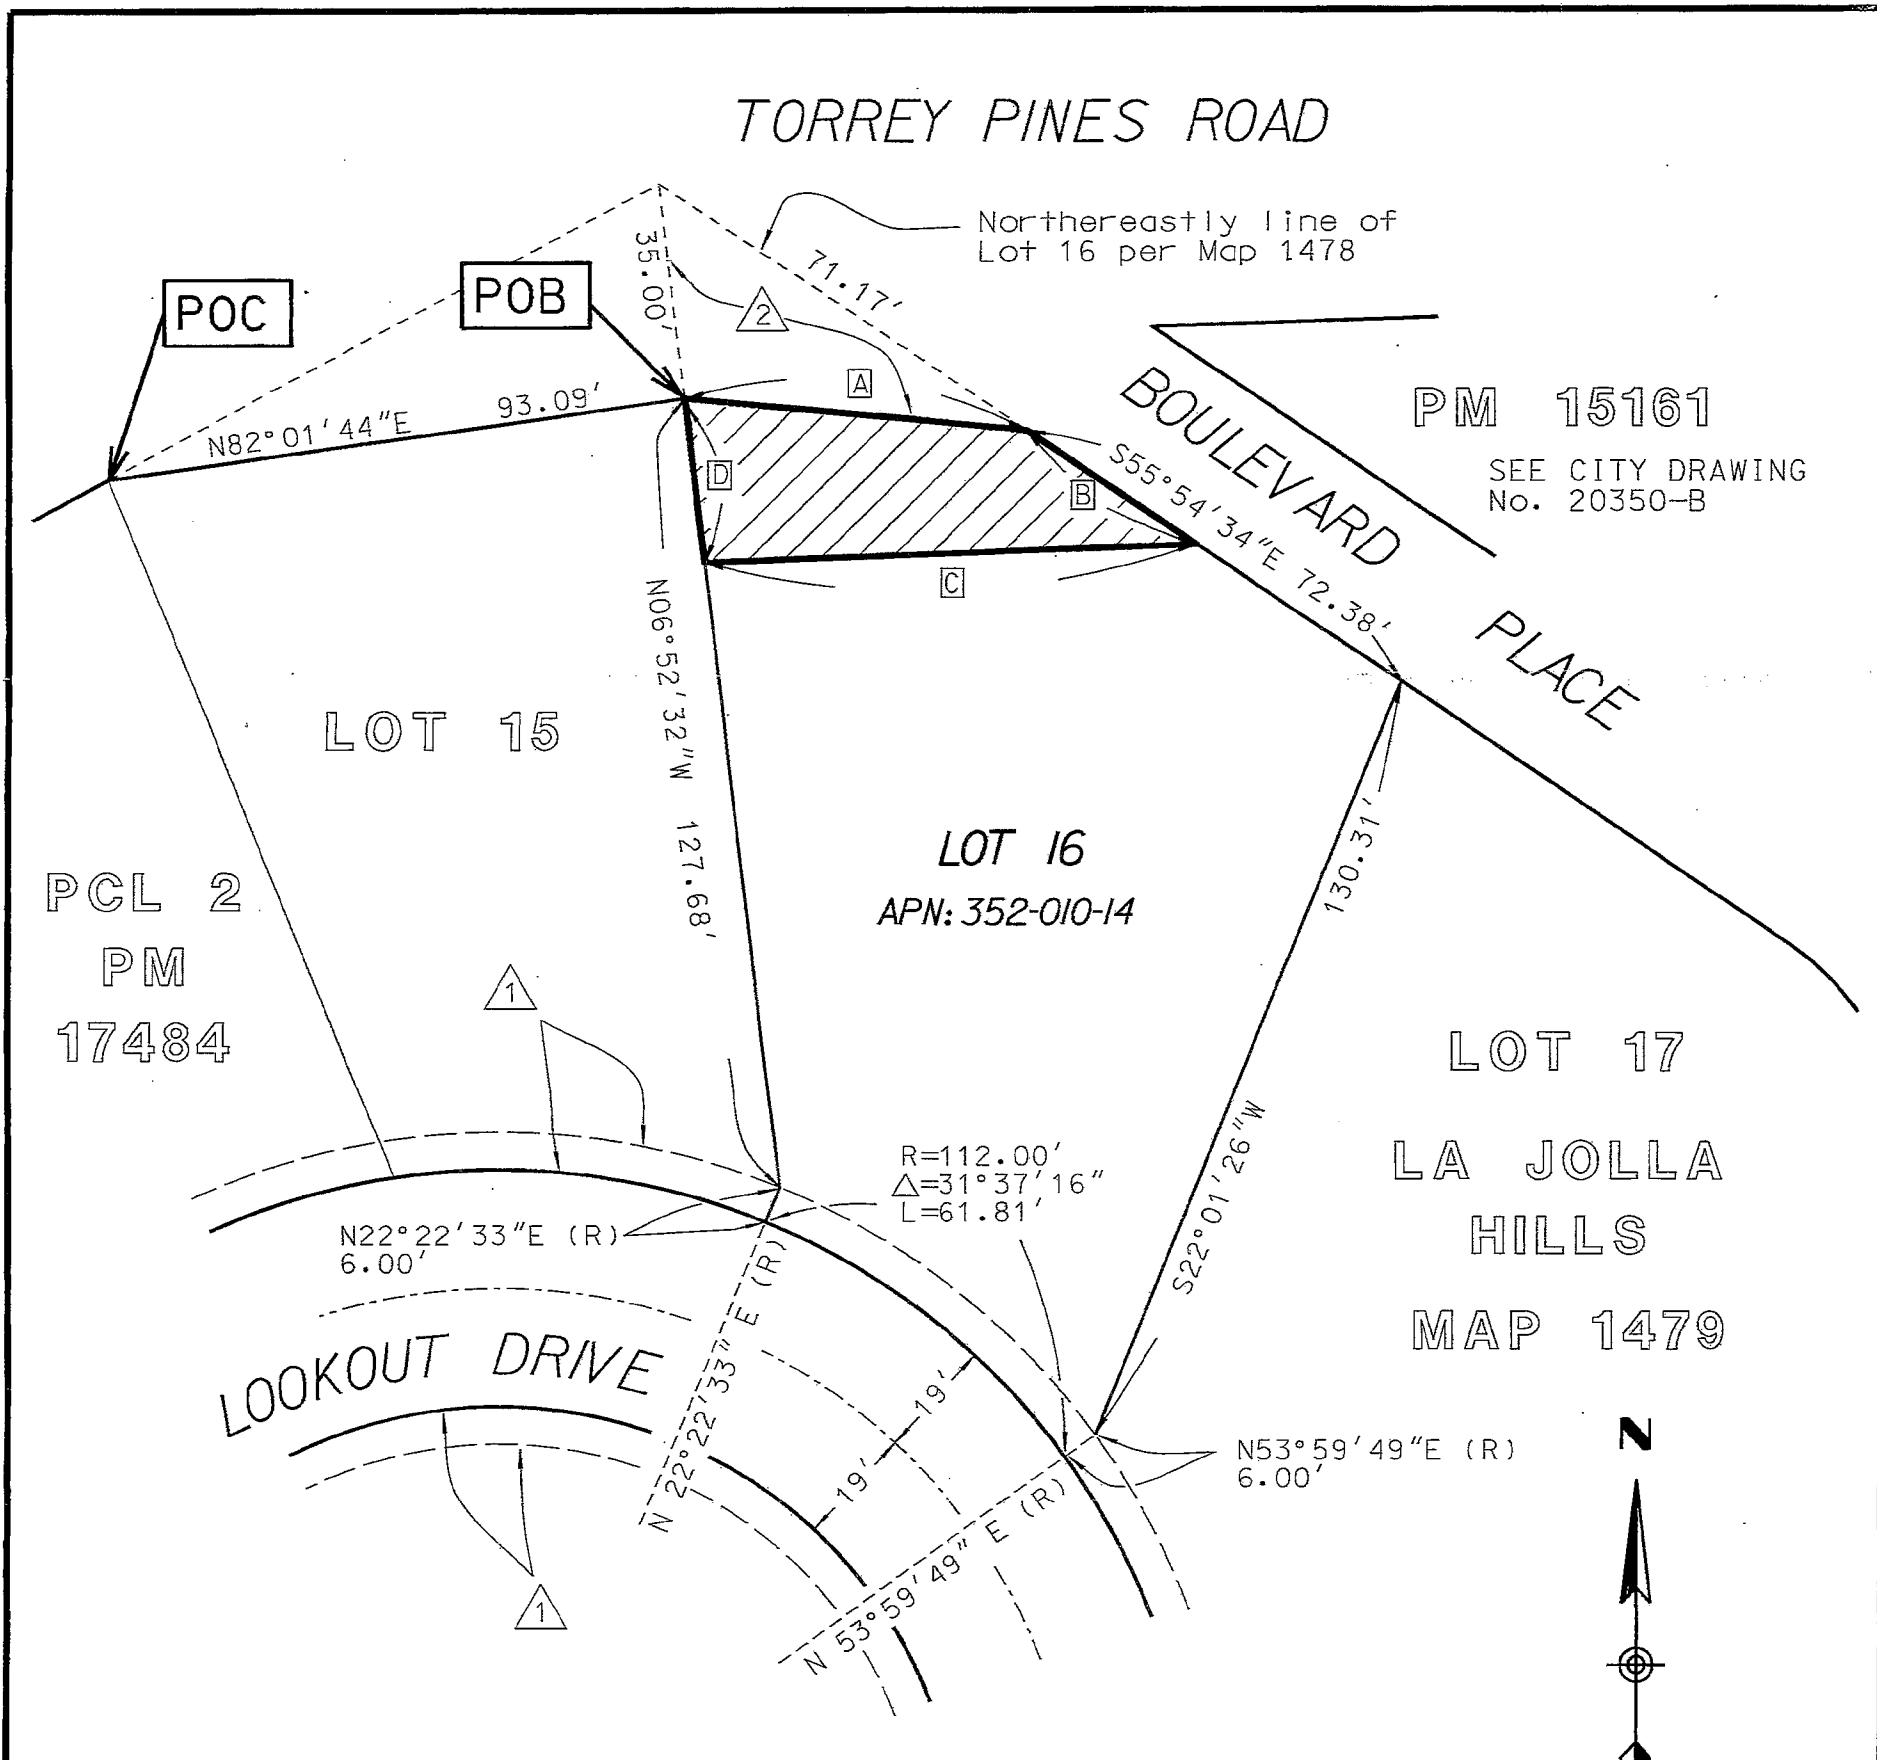 TORREY PINES ROAD
Northereastly line of
Lot 16 per Map 1478
35.00'
71.17'
2
POC
POB
N82°01'44"E 93.09'
A
B
C
D
S55°54'34"E 72.38'
BOULEVARD PLACE
PM 15161
SEE CITY DRAWING
No. 20350-B
N06°52'32"W 127.68'
LOT 15
LOT 16
APN: 352-010-14
130.31'
S22°01'26"W
PCL 2
PM
17484
1
LOT 17
LA JOLLA
HILLS
MAP 1479
R=112.00'
△=31°37'16"
L=61.81'
N22°22'33"E (R)
6.00'
N 22°22'33" E (R)
LOOKOUT DRIVE
19'
19'
N53°59'49"E (R)
6.00'
N 53°59'49" E (R)
1
N